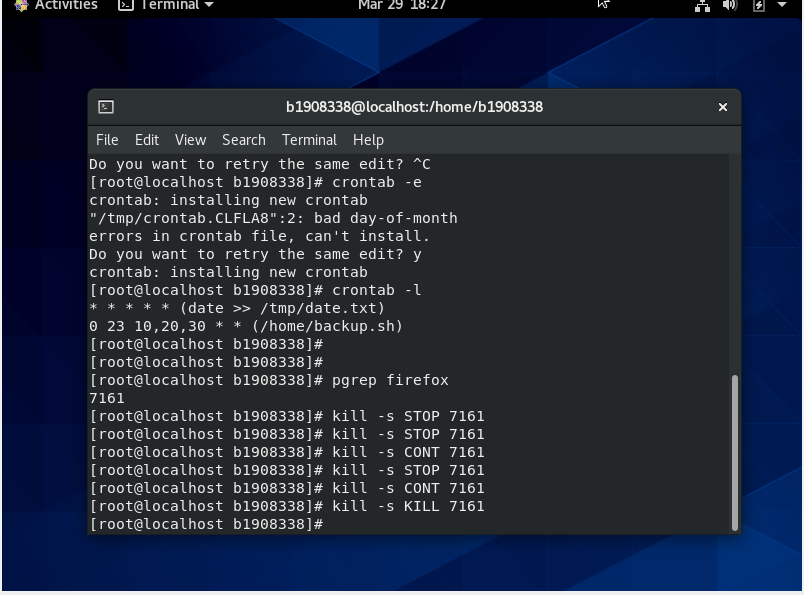 Activities Terminal Mar 29 18:27
b1908338@localhost:/home/b1908338
File Edit View Search Terminal Help
Do you want to retry the same edit? ^C
[root@localhost b1908338]# crontab -e
crontab: installing new crontab
"/tmp/crontab.CLFLA8":2: bad day-of-month
errors in crontab file, can't install.
Do you want to retry the same edit? y
crontab: installing new crontab
[root@localhost b1908338]# crontab -l
* * * * * (date >> /tmp/date.txt)
0 23 10,20,30 * * (/home/backup.sh)
[root@localhost b1908338]#
[root@localhost b1908338]#
[root@localhost b1908338]# pgrep firefox
7161
[root@localhost b1908338]# kill -s STOP 7161
[root@localhost b1908338]# kill -s STOP 7161
[root@localhost b1908338]# kill -s CONT 7161
[root@localhost b1908338]# kill -s STOP 7161
[root@localhost b1908338]# kill -s CONT 7161
[root@localhost b1908338]# kill -s KILL 7161
[root@localhost b1908338]#